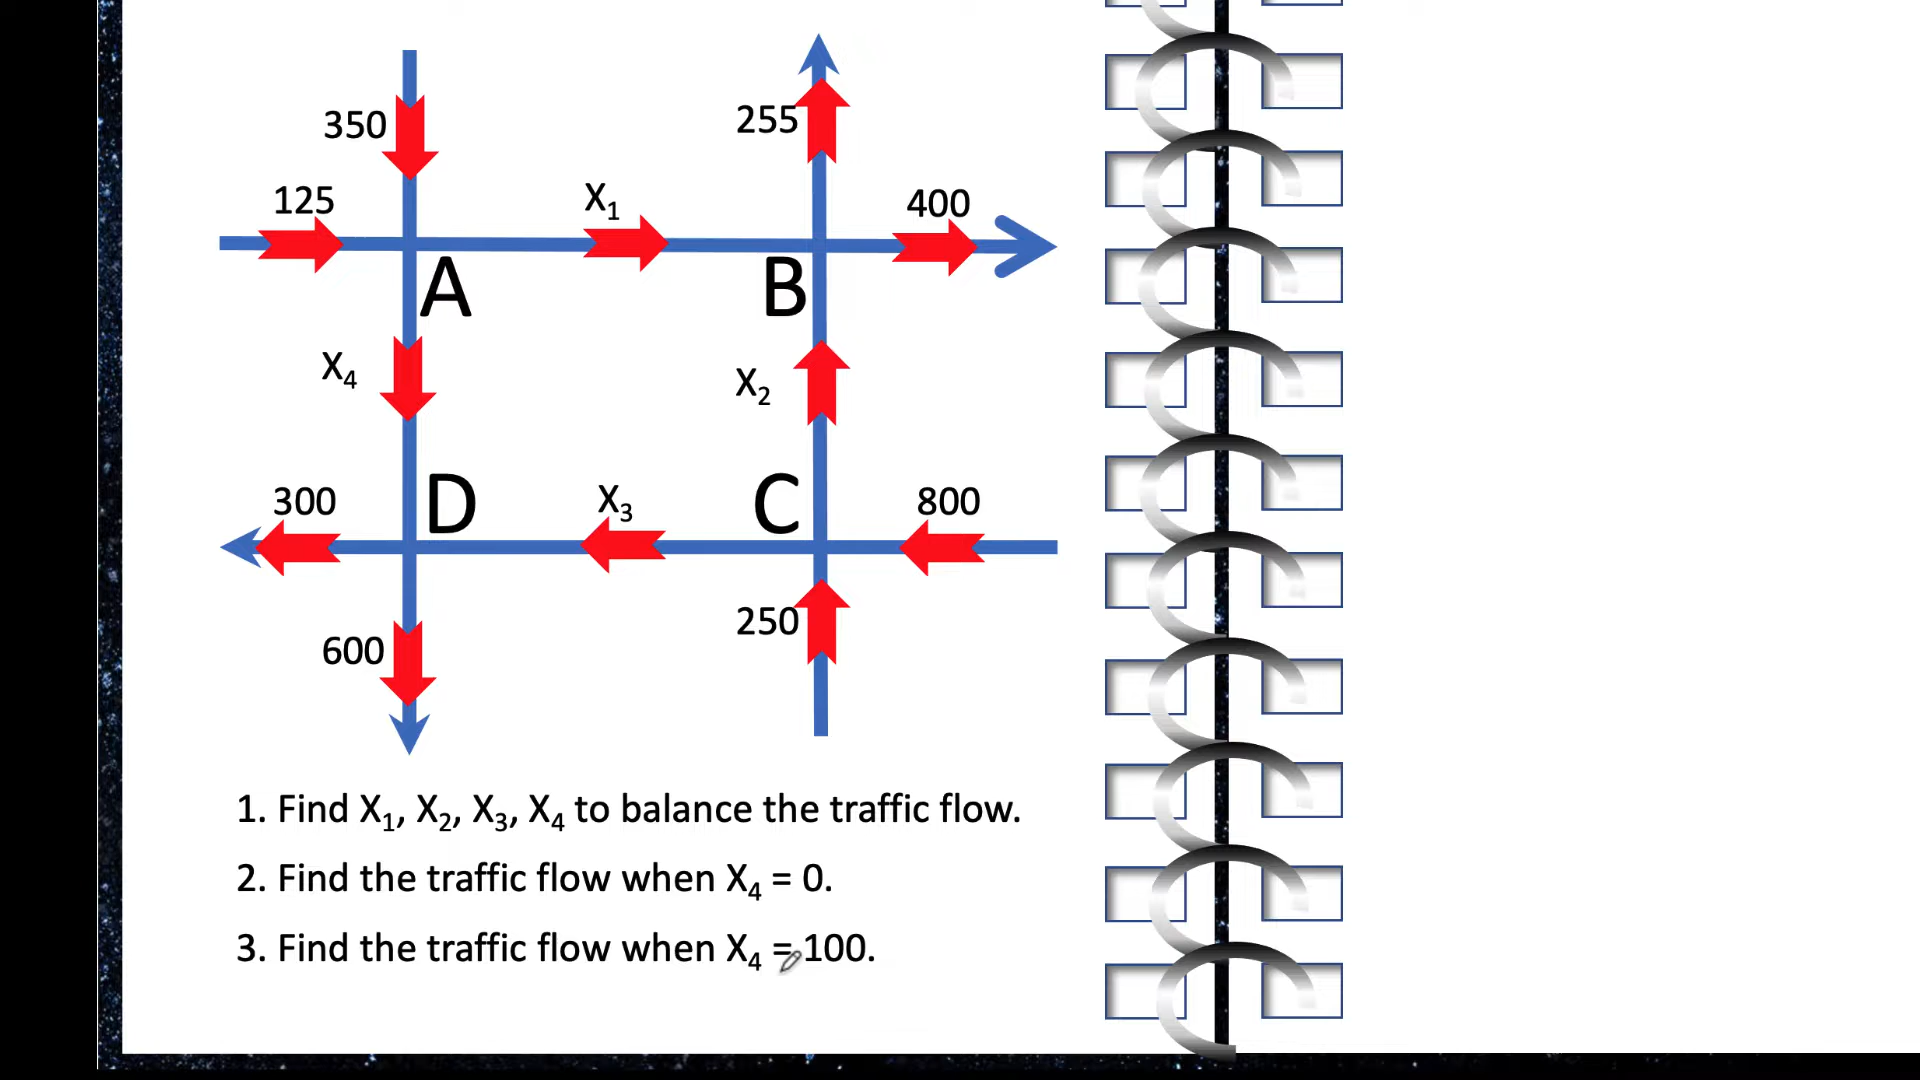 350
255
125
X₁
400
A
B
X₄
X₂
300
D
X₃
C
800
600
250
1. Find X₁, X₂, X₃, X₄ to balance the traffic flow.
2. Find the traffic flow when X₄ = 0.
3. Find the traffic flow when X₄ = 100.